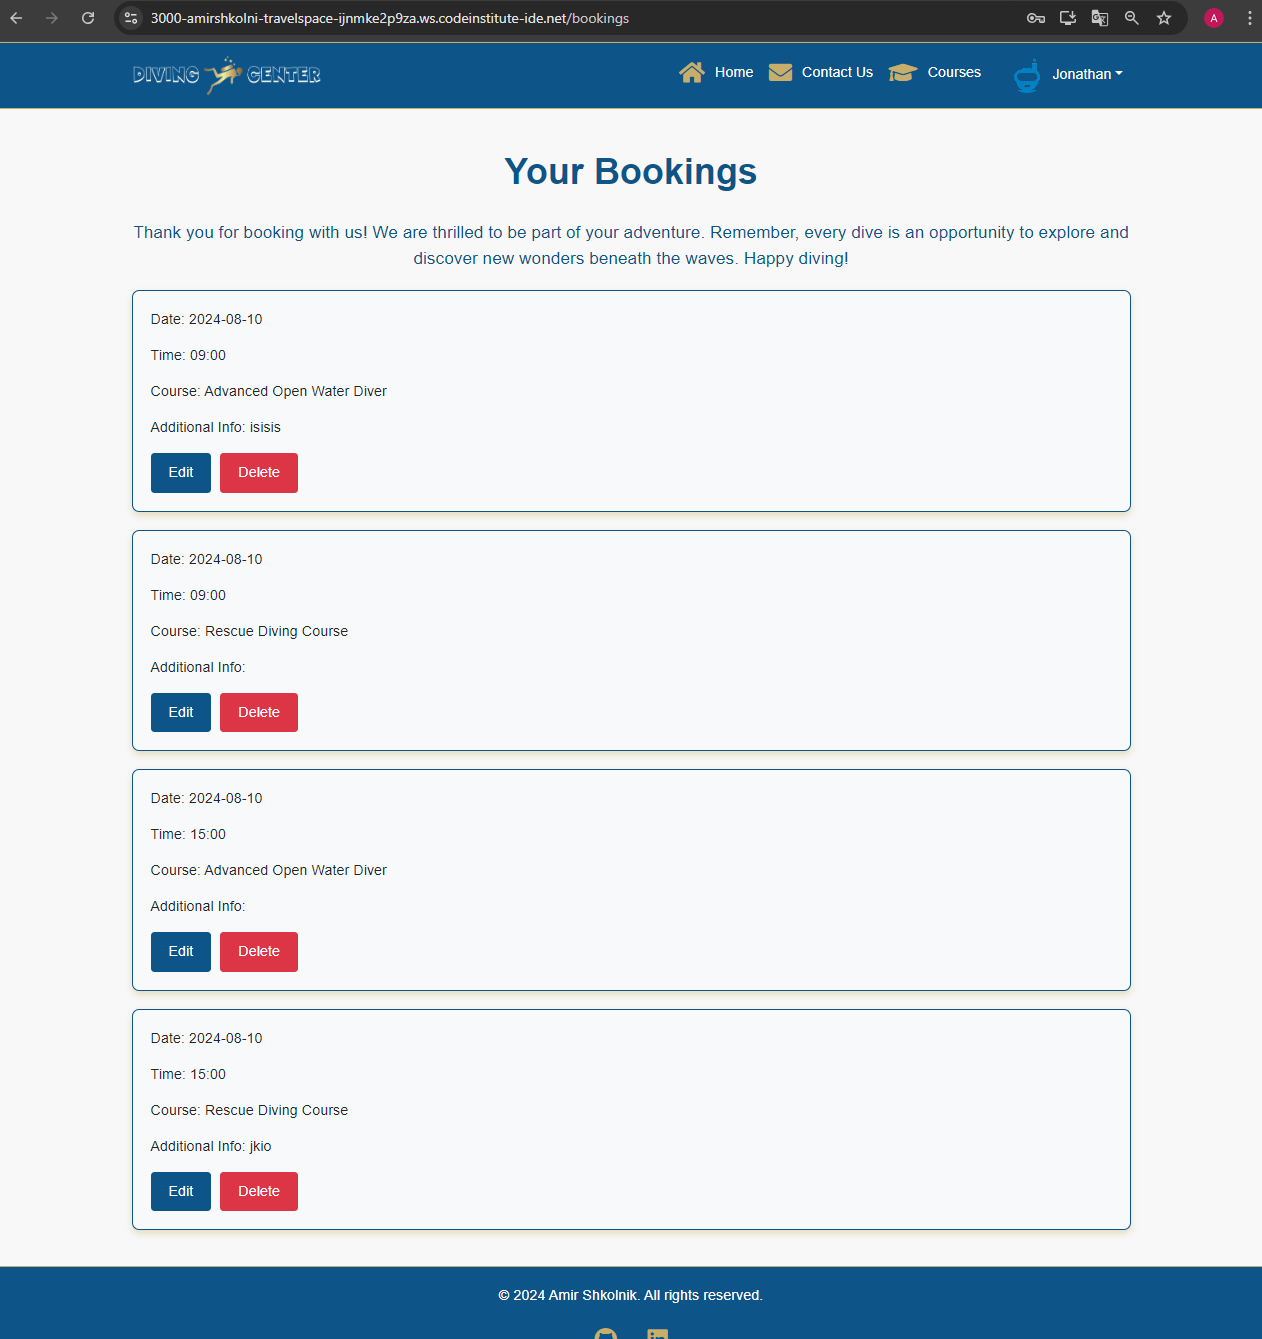 3000-amirshkolni-travelspace-ijnmke2p9za.ws.codeinstitute-ide.net/bookings
A
DIVING CENTER
Home
Contact Us
Courses
Jonathan
Your Bookings
Thank you for booking with us! We are thrilled to be part of your adventure. Remember, every dive is an opportunity to explore and
discover new wonders beneath the waves. Happy diving!
Date: 2024-08-10
Time: 09:00
Course: Advanced Open Water Diver
Additional Info: isisis
Edit Delete
Date: 2024-08-10
Time: 09:00
Course: Rescue Diving Course
Additional Info:
Edit Delete
Date: 2024-08-10
Time: 15:00
Course: Advanced Open Water Diver
Additional Info:
Edit Delete
Date: 2024-08-10
Time: 15:00
Course: Rescue Diving Course
Additional Info: jkio
Edit Delete
© 2024 Amir Shkolnik. All rights reserved.